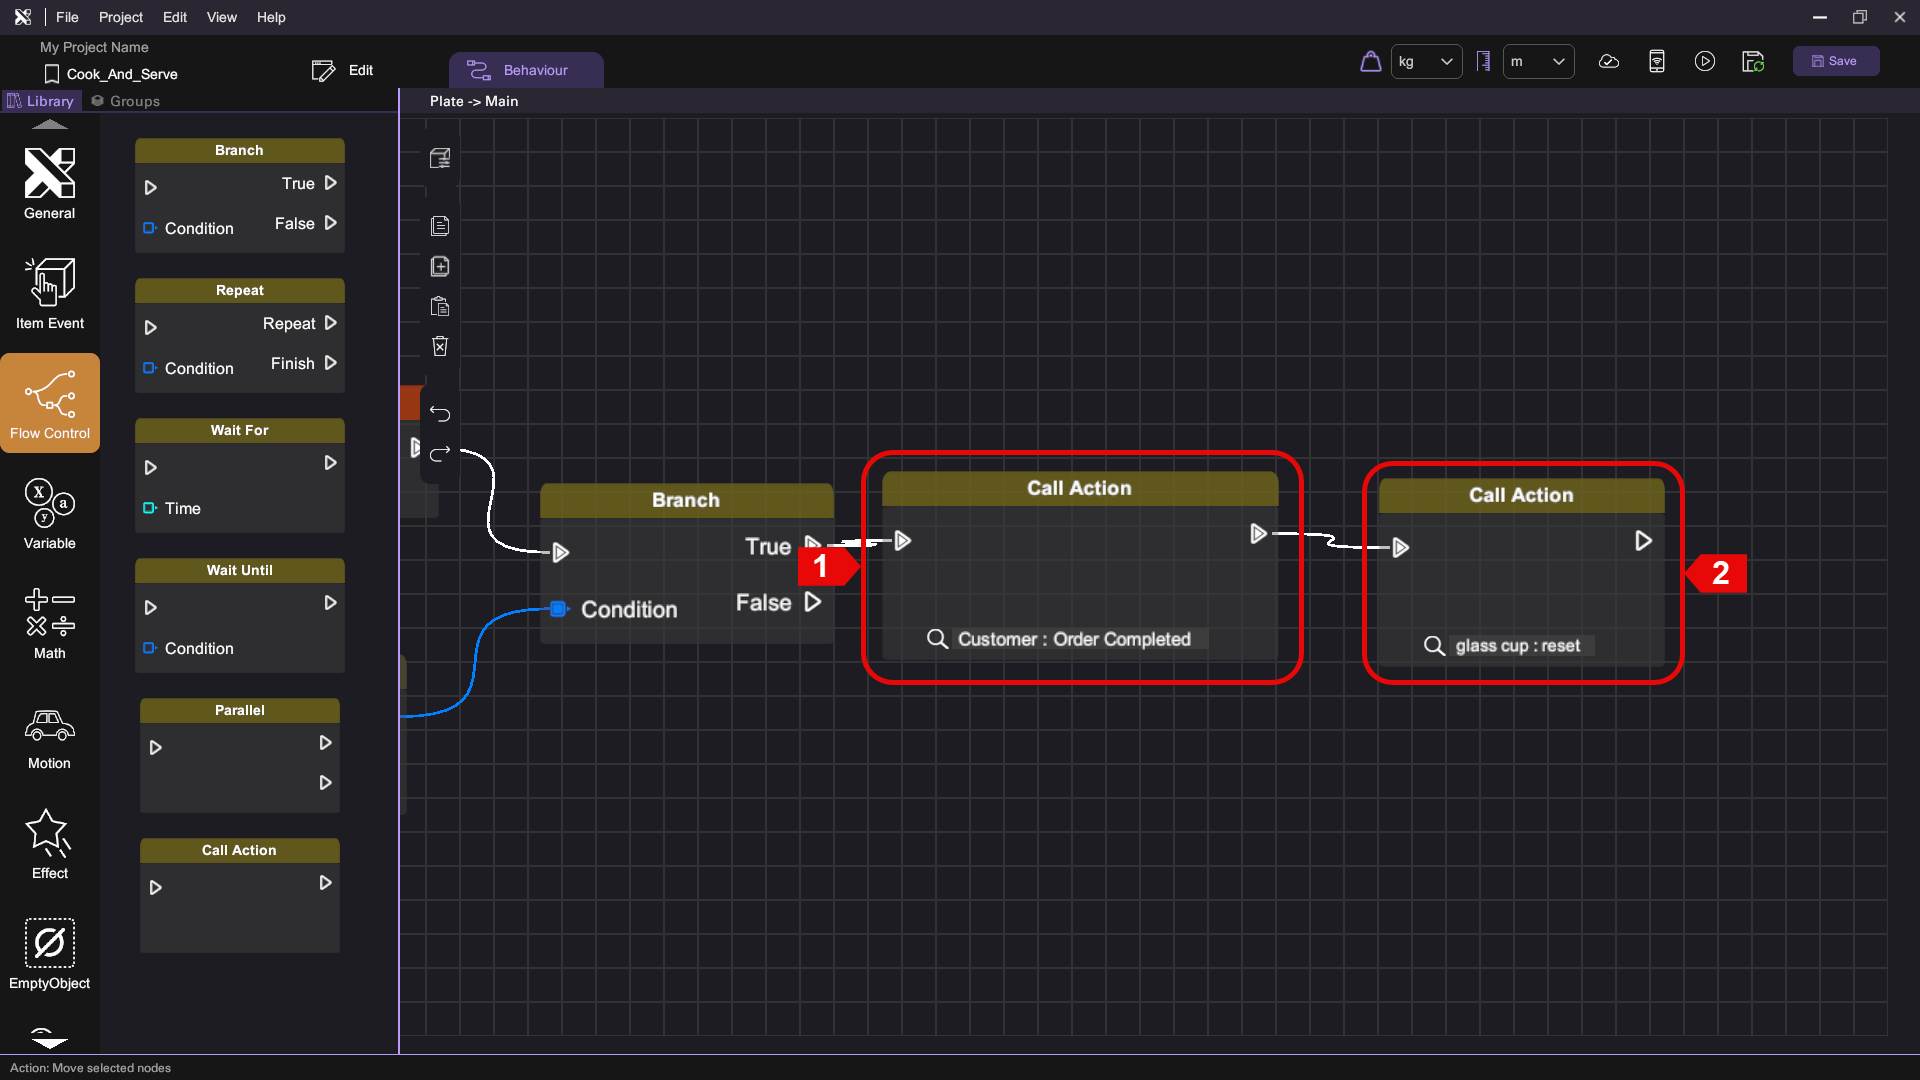 File Project Edit View Help
My Project Name
Cook_And_Serve
Edit
Behaviour
kg
m
Save
Library
Groups
Plate -> Main
General
Item Event
Flow Control
Variable
Math
Motion
Effect
EmptyObject
Branch
True
Condition
False
Repeat
Repeat
Condition
Finish
Wait For
Time
Wait Until
Condition
Parallel
Call Action
Branch
True
Condition
False
1
Call Action
Customer : Order Completed
Call Action
glass cup : reset
2
Action: Move selected nodes